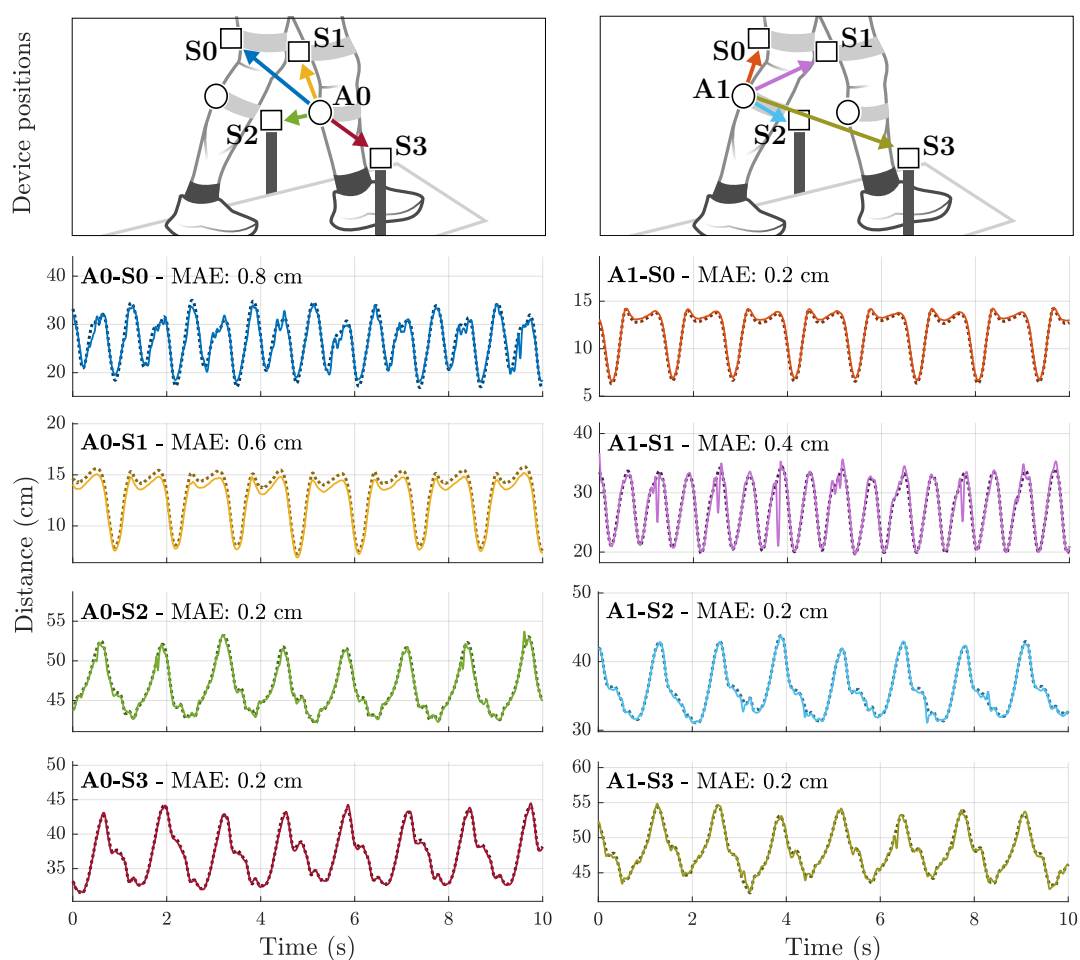 Device positions
S0
S1
A0
S2
S3
S0
S1
A1
S2
S3
Distance (cm)
A0-S0 - MAE: 0.8 cm
40
30
20
A1-S0 - MAE: 0.2 cm
15
10
5
A0-S1 - MAE: 0.6 cm
20
15
10
A1-S1 - MAE: 0.4 cm
40
30
20
A0-S2 - MAE: 0.2 cm
55
50
45
A1-S2 - MAE: 0.2 cm
50
40
30
A0-S3 - MAE: 0.2 cm
50
45
40
35
0 2 4 6 8 10
Time (s)
A1-S3 - MAE: 0.2 cm
60
55
50
45
0 2 4 6 8 10
Time (s)